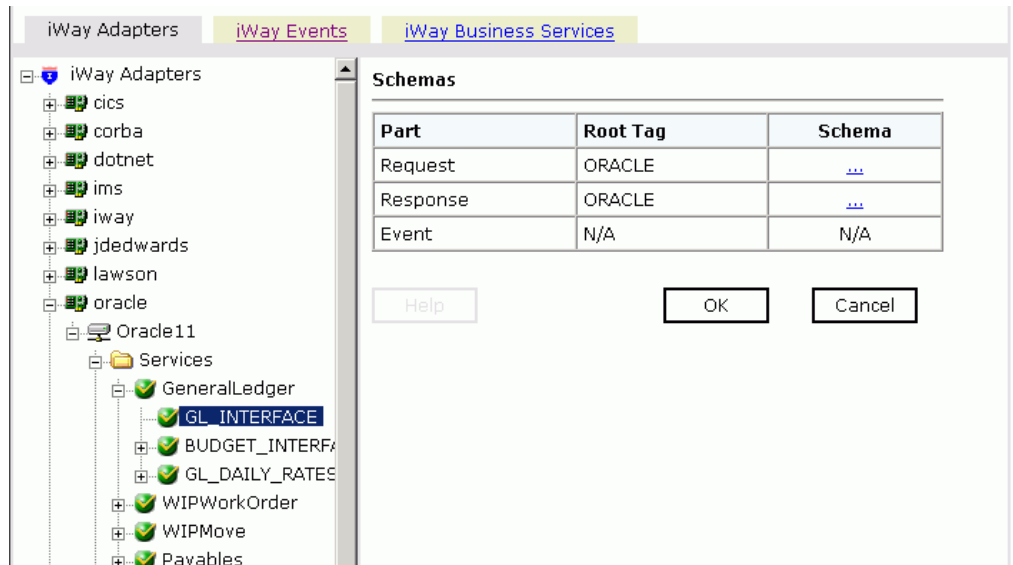 iWay Adapters
iWay Events
iWay Business Services
iWay Adapters
cics
corba
dotnet
ims
iway
jdedwards
lawson
oracle
Oracle11
Services
GeneralLedger
GL_INTERFACE
BUDGET_INTERFA
GL_DAILY_RATES
WIPWorkOrder
WIPMove
Payables
Schemas
Part Root Tag Schema
Request ORACLE ...
Response ORACLE ...
Event N/A N/A
Help OK Cancel